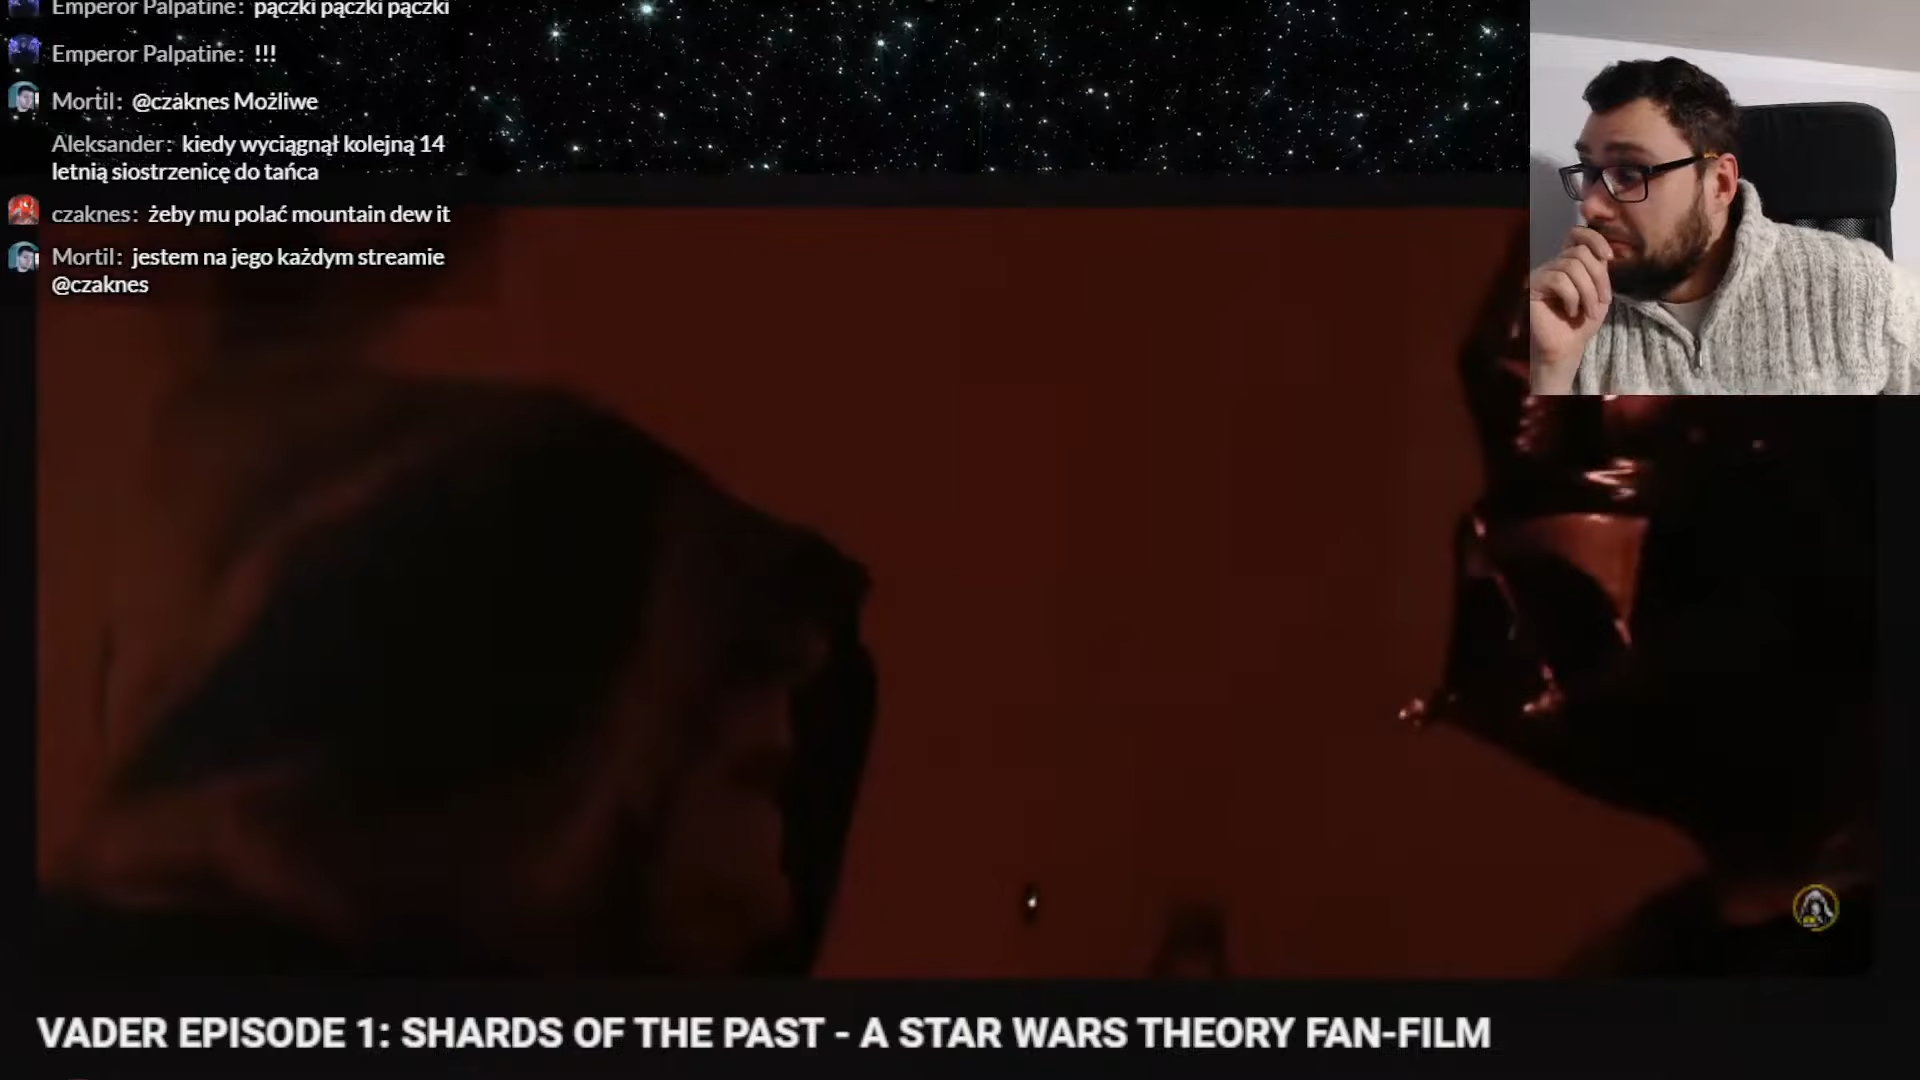 Emperor Palpatine: pączki pączki pączki
Emperor Palpatine: !!!
Mortil: @czaknes Możliwe
Aleksander: kiedy wyciągnął kolejną 14
letnią siostrzenicę do tańca
czaknes: żeby mu polać mountain dew it
Mortil: jestem na jego każdym streamie
@czaknes
VADER EPISODE 1: SHARDS OF THE PAST - A STAR WARS THEORY FAN-FILM